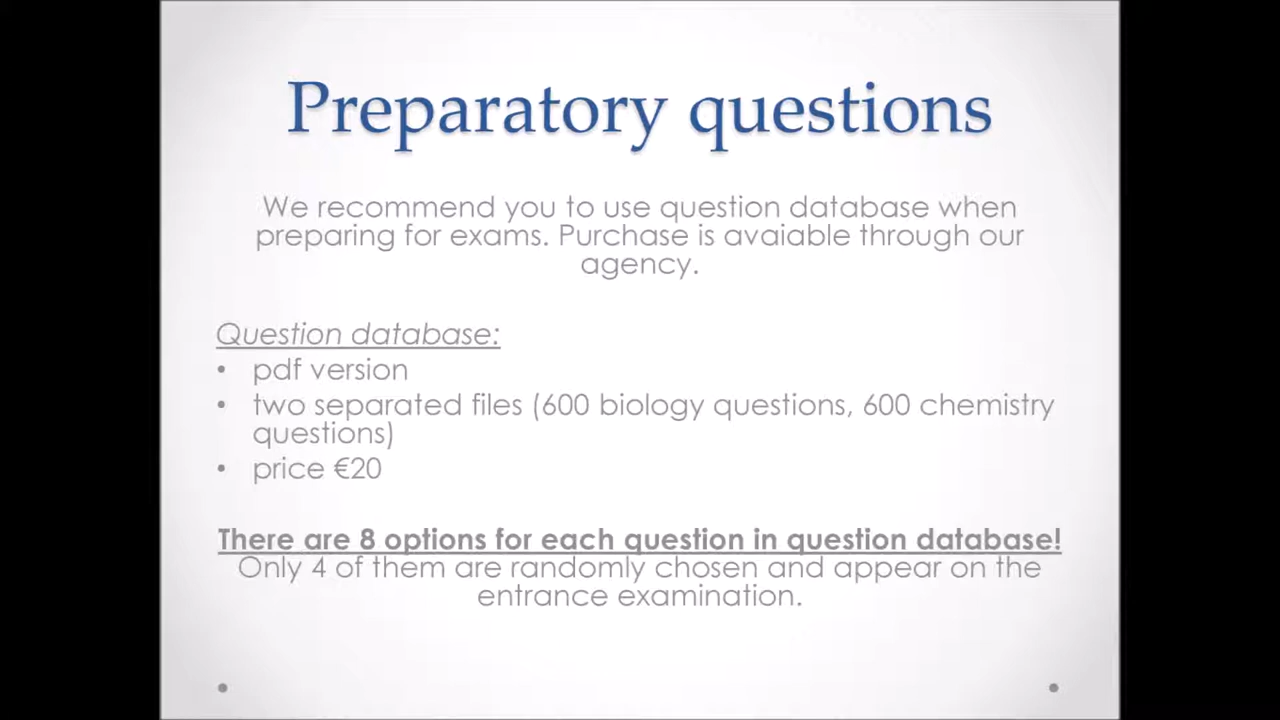 Preparatory questions
We recommend you to use question database when
preparing for exams. Purchase is avaiable through our
agency.
Question database:
• pdf version
• two separated files (600 biology questions, 600 chemistry
questions)
• price €20
There are 8 options for each question in question database!
Only 4 of them are randomly chosen and appear on the
entrance examination.